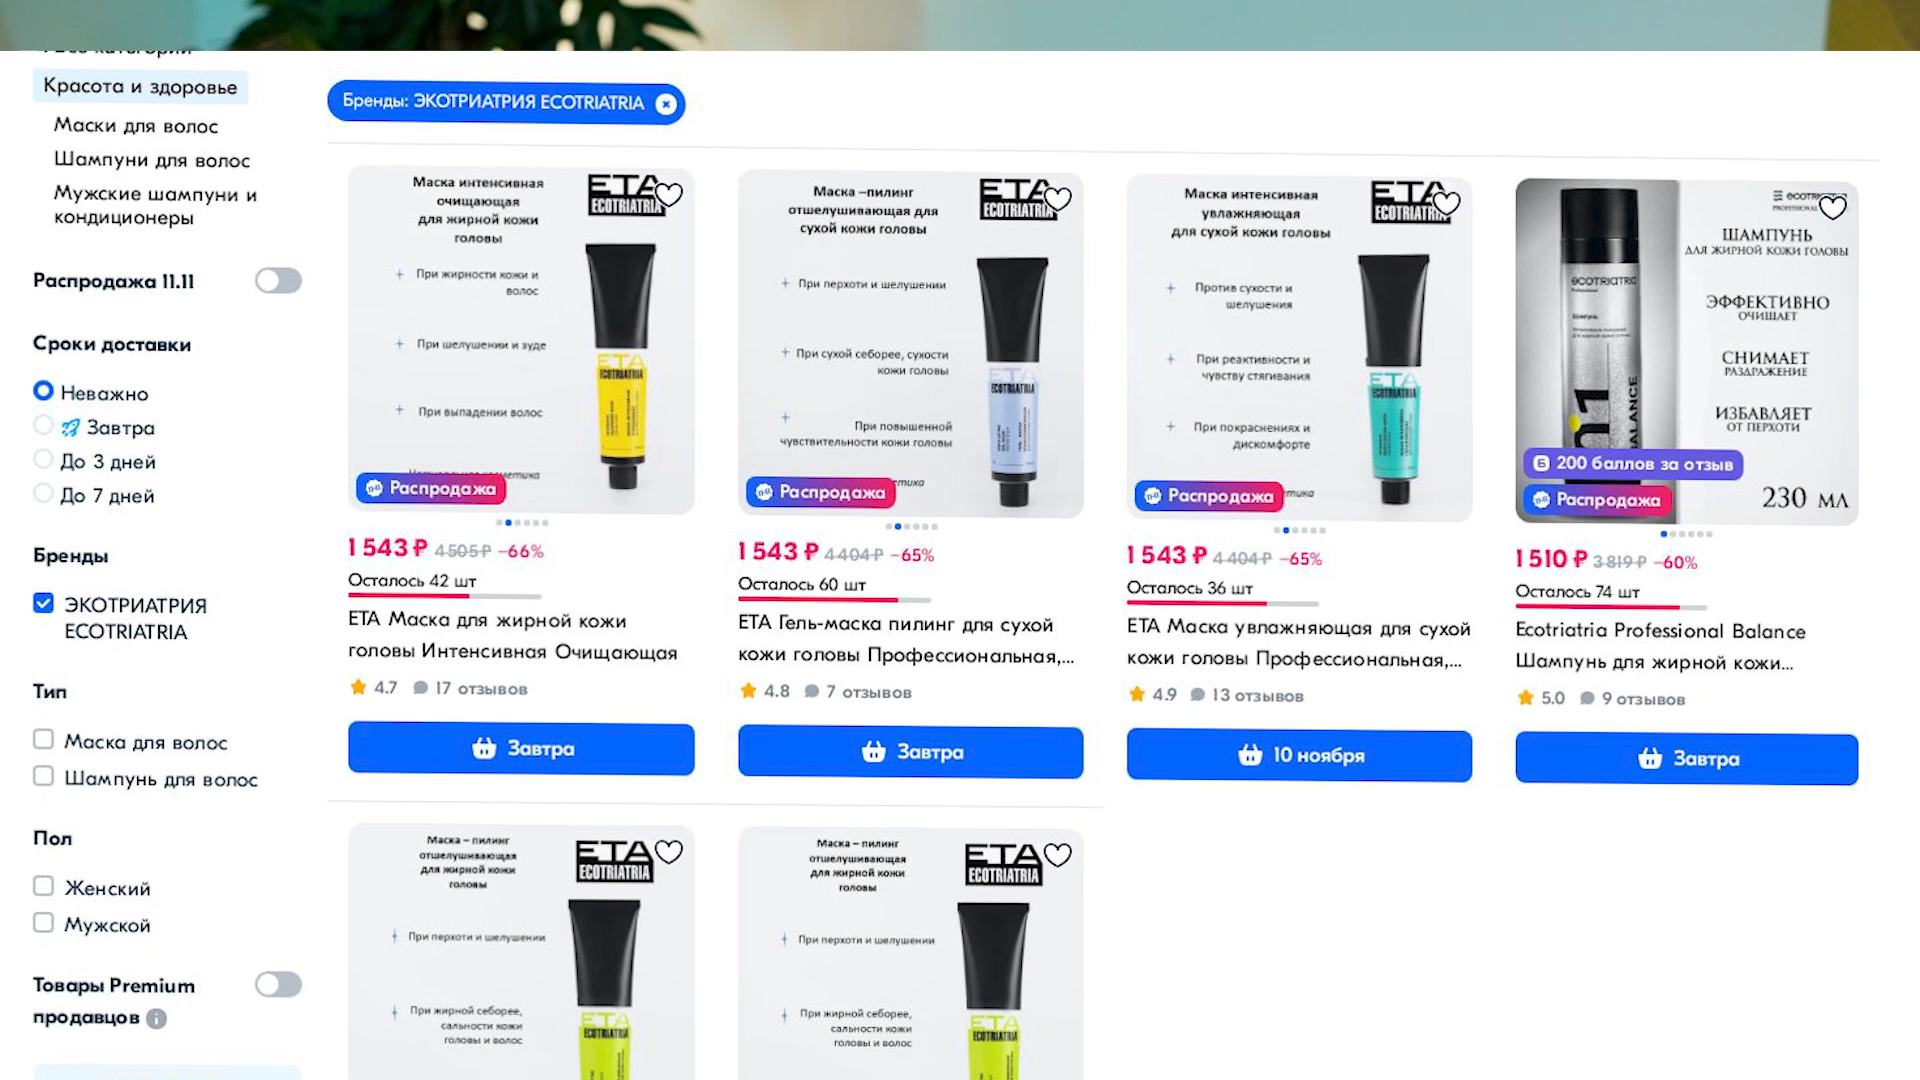 Красота и здоровье
Маски для волос
Шампуни для волос
Мужские шампуни и
кондиционеры
Распродажа 11.11
Сроки доставки
Неважно
Завтра
До 3 дней
До 7 дней
Бренды
ЭКОТРИАТРИЯ
ECOTRIATRIA
Тип
Маска для волос
Шампунь для волос
Пол
Женский
Мужской
Товары Premium
продавцов
Бренды: ЭКОТРИАТРИЯ ECOTRIATRIA
Маска интенсивная
очищающая
для жирной кожи
головы
ETA
ECOTRIATRIA
При жирности кожи и
волос
При шелушении и зуде
При выпадении волос
ETA
ECOTRIATRIA
Распродажа
1 543 ₽ 4 505 ₽ –66%
Осталось 42 шт
ETA Маска для жирной кожи
головы Интенсивная Очищающая
4.7 17 отзывов
Завтра
Маска –пилинг
отшелушивающая для
сухой кожи головы
ETA
ECOTRIATRIA
При перхоти и шелушении
При сухой себорее, сухости
кожи головы
При повышенной
чувствительности кожи головы
ETA
ECOTRIATRIA
Распродажа
1 543 ₽ 4 404 ₽ –65%
Осталось 60 шт
ETA Гель-маска пилинг для сухой
кожи головы Профессиональная,...
4.8 7 отзывов
Завтра
Маска интенсивная
увлажняющая
для сухой кожи головы
ETA
ECOTRIATRIA
Против сухости и
шелушения
При реактивности и
чувству стягивания
При покраснениях и
дискомфорте
ETA
ECOTRIATRIA
Распродажа
1 543 ₽ 4 404 ₽ –65%
Осталось 36 шт
ETA Маска увлажняющая для сухой
кожи головы Профессиональная,...
4.9 13 отзывов
10 ноября
ШАМПУНЬ
ДЛЯ ЖИРНОЙ КОЖИ ГОЛОВЫ
ecotriatria
ЭФФЕКТИВНО
ОЧИЩАЕТ
СНИМАЕТ
РАЗДРАЖЕНИЕ
ИЗБАВЛЯЕТ
ОТ ПЕРХОТИ
200 баллов за отзыв
Распродажа
230 МЛ
1 510 ₽ 3 819 ₽ –60%
Осталось 74 шт
Ecotriatria Professional Balance
Шампунь для жирной кожи...
5.0 9 отзывов
Завтра
Маска – пилинг
отшелушивающая
для жирной кожи
головы
ETA
ECOTRIATRIA
При перхоти и шелушении
При жирной себорее,
сальности кожи
головы и волос
ETA
ECOTRIATRIA
Маска – пилинг
отшелушивающая
для жирной кожи
головы
ETA
ECOTRIATRIA
При перхоти и шелушении
При жирной себорее,
сальности кожи
головы и волос
ETA
ECOTRIATRIA